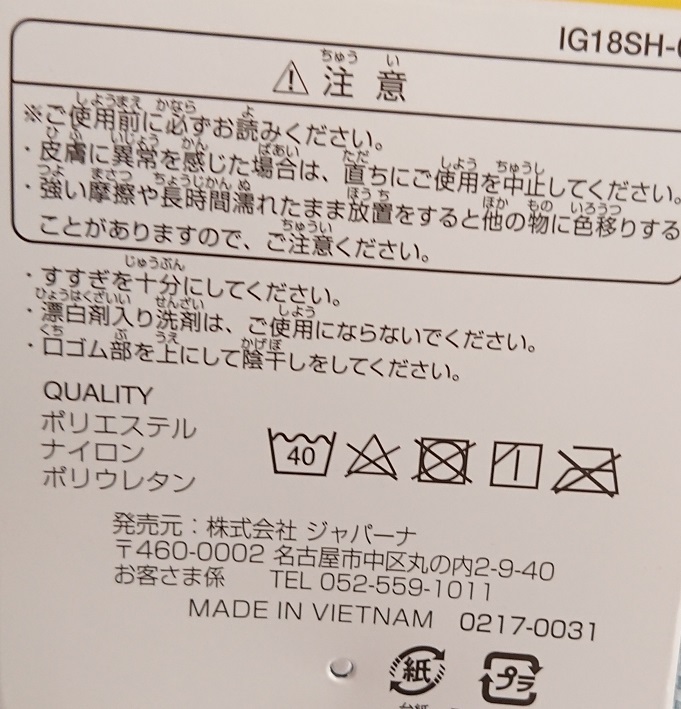 IG18SH-
⚠ 注意
※ご使用前に必ずお読みください。
・皮膚に異常を感じた場合は、直ちにご使用を中止してください。
・強い摩擦や長時間濡れたまま放置をすると他の物に色移りする
ことがありますので、ご注意ください。
・すすぎを十分にしてください。
・漂白剤入り洗剤は、ご使用にならないでください。
・口ゴム部を上にして陰干しをしてください。
QUALITY
ポリエステル
ナイロン
ポリウレタン
40
発売元：株式会社 ジャパーナ
〒460-0002 名古屋市中区丸の内2-9-40
お客さま係 TEL 052-559-1011
MADE IN VIETNAM 0217-0031
紙 プラ